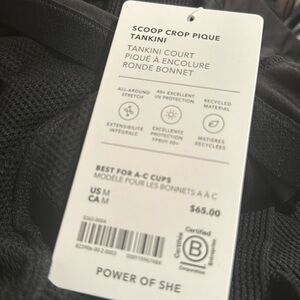 SCOOP CROP PIQUE
TANKINI
TANKINI COURT
PIQUÉ À ENCOLURE
RONDE BONNET
ALL-AROUND
STRETCH
40+ EXCELLENT
UV PROTECTION
RECYCLED
MATERIAL
EXTENSIBILITÉ
INTÉGRALE
EXCELLENTE
PROTECTION
MATIÈRES
RECYCLÉES
BEST FOR A-C CUPS
MODÈLE POUR LES BONNETS A À C
US M
CA M
$65.00
Certified
B
Corporation
POWER OF SHE